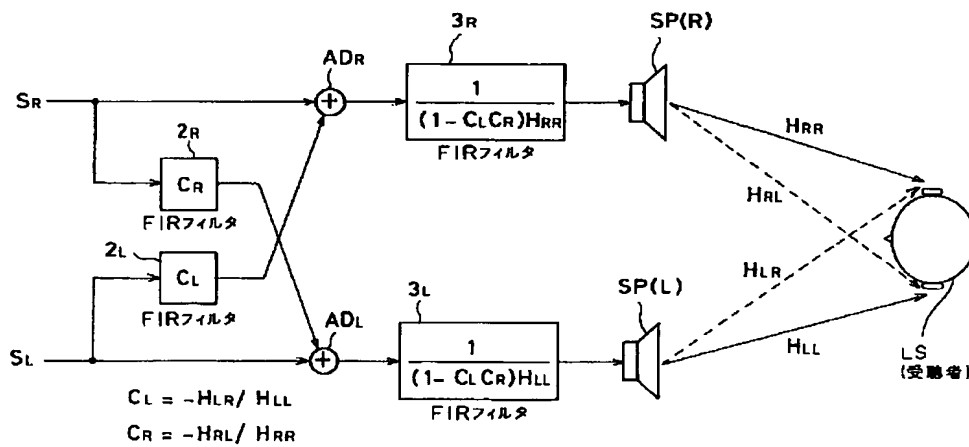 3R
SP(R)
ADR
SR
1
(1-CLCR)HRR
FIRフィルタ
HRR
2R
CR
FIRフィルタ
HRL
2L
CL
FIRフィルタ
HLR
3L
SP(L)
ADL
SL
1
(1-CLCR)HLL
FIRフィルタ
HLL
LS
(受聴者)
CL = -HLR/ HLL
CR = -HRL/ HRR